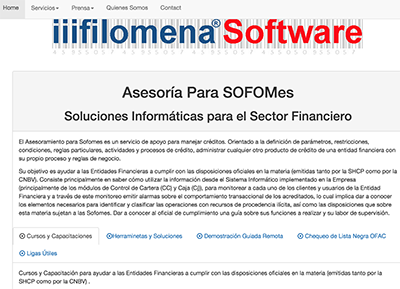 Home Servicios Prensa Quienes Somos Contact
iiifilomena® Software
Asesoría Para SOFOMes
Soluciones Informáticas para el Sector Financiero
El Asesoramiento para Sofomes es un servicio de apoyo para manejar créditos. Orientado a la definición de parámetros, restricciones,
condiciones, reglas particulares, actividades y procesos de crédito, administrar cualquier otro producto de crédito de una entidad financiera con
su propio proceso y reglas de negocio.
Su objetivo es ayudar a las Entidades Financieras a cumplir con las disposiciones oficiales en la materia (emitidas tanto por la SHCP como por la
CNBV). Consiste principalmente en saber cómo utilizar la información desde el Sistema Informático implementado en la Empresa
(principalmente de los módulos de Control de Cartera (CC) y Caja (Cj)), para monitorear a cada uno de los clientes y usuarios de la Entidad
Financiera y a través de este monitoreo emitir alarmas sobre el comportamiento transaccional de los acreditados, lo cual implica dar a conocer
los elementos necesarios para identificar y clasificar las operaciones con recursos de procedencia ilícita, así como las disposiciones que sobre
esta materia sujetan a las Sofomes. Dar a conocer al oficial de cumplimiento una guía sobre sus funciones a realizar y su labor de supervisión.
Cursos y Capacitaciones Herramientas y Soluciones Demostración Guiada Remota Chequeo de Lista Negra OFAC
Ligas Útiles
Cursos y Capacitación para ayudar a las Entidades Financieras a cumplir con las disposiciones oficiales en la materia (emitidas tanto por la
SHCP como por la CNBV) .